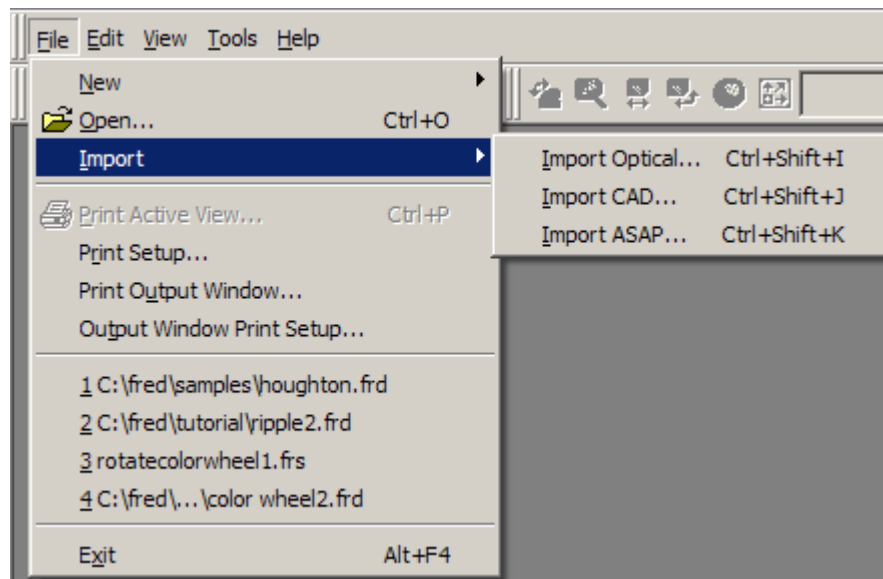 File Edit View Tools Help
New
Open... Ctrl+O
Import
Import Optical... Ctrl+Shift+I
Import CAD... Ctrl+Shift+J
Import ASAP... Ctrl+Shift+K
Print Active View... Ctrl+P
Print Setup...
Print Output Window...
Output Window Print Setup...
1 C:\fred\samples\houghton.frd
2 C:\fred\tutorial\ripple2.frd
3 rotatecolorwheel1.frs
4 C:\fred\...\color wheel2.frd
Exit Alt+F4